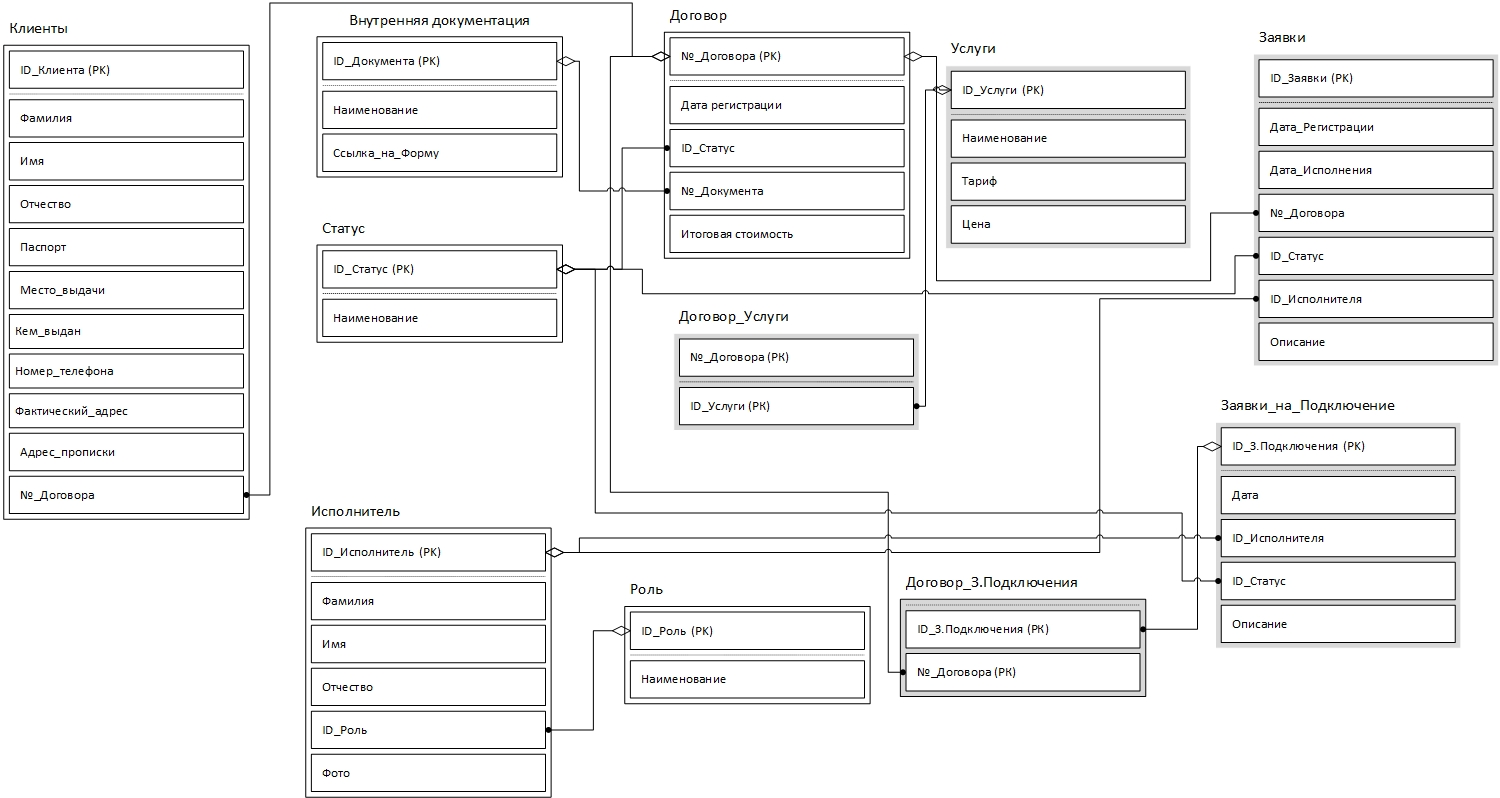 Клиенты
ID_Клиента (PK)
Фамилия
Имя
Отчество
Паспорт
Место_выдачи
Кем_выдан
Номер_телефона
Фактический_адрес
Адрес_прописки
№_Договора
Внутренняя документация
ID_Документа (PK)
Наименование
Ссылка_на_Форму
Статус
ID_Статус (PK)
Наименование
Договор
№_Договора (PK)
Дата регистрации
ID_Статус
№_Документа
Итоговая стоимость
Услуги
ID_Услуги (PK)
Наименование
Тариф
Цена
Заявки
ID_Заявки (PK)
Дата_Регистрации
Дата_Исполнения
№_Договора
ID_Статус
ID_Исполнителя
Описание
Договор_Услуги
№_Договора (PK)
ID_Услуги (PK)
Заявки_на_Подключение
ID_З.Подключения (PK)
Дата
ID_Исполнителя
ID_Статус
Описание
Исполнитель
ID_Исполнитель (PK)
Фамилия
Имя
Отчество
ID_Роль
Фото
Роль
ID_Роль (PK)
Наименование
Договор_З.Подключения
ID_З.Подключения (PK)
№_Договора (PK)